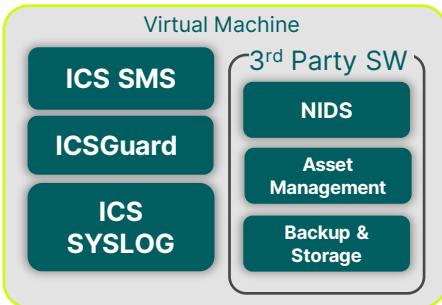 Virtual Machine
ICS SMS
ICSGuard
ICS
SYSLOG
3rd Party SW
NIDS
Asset
Management
Backup &
Storage